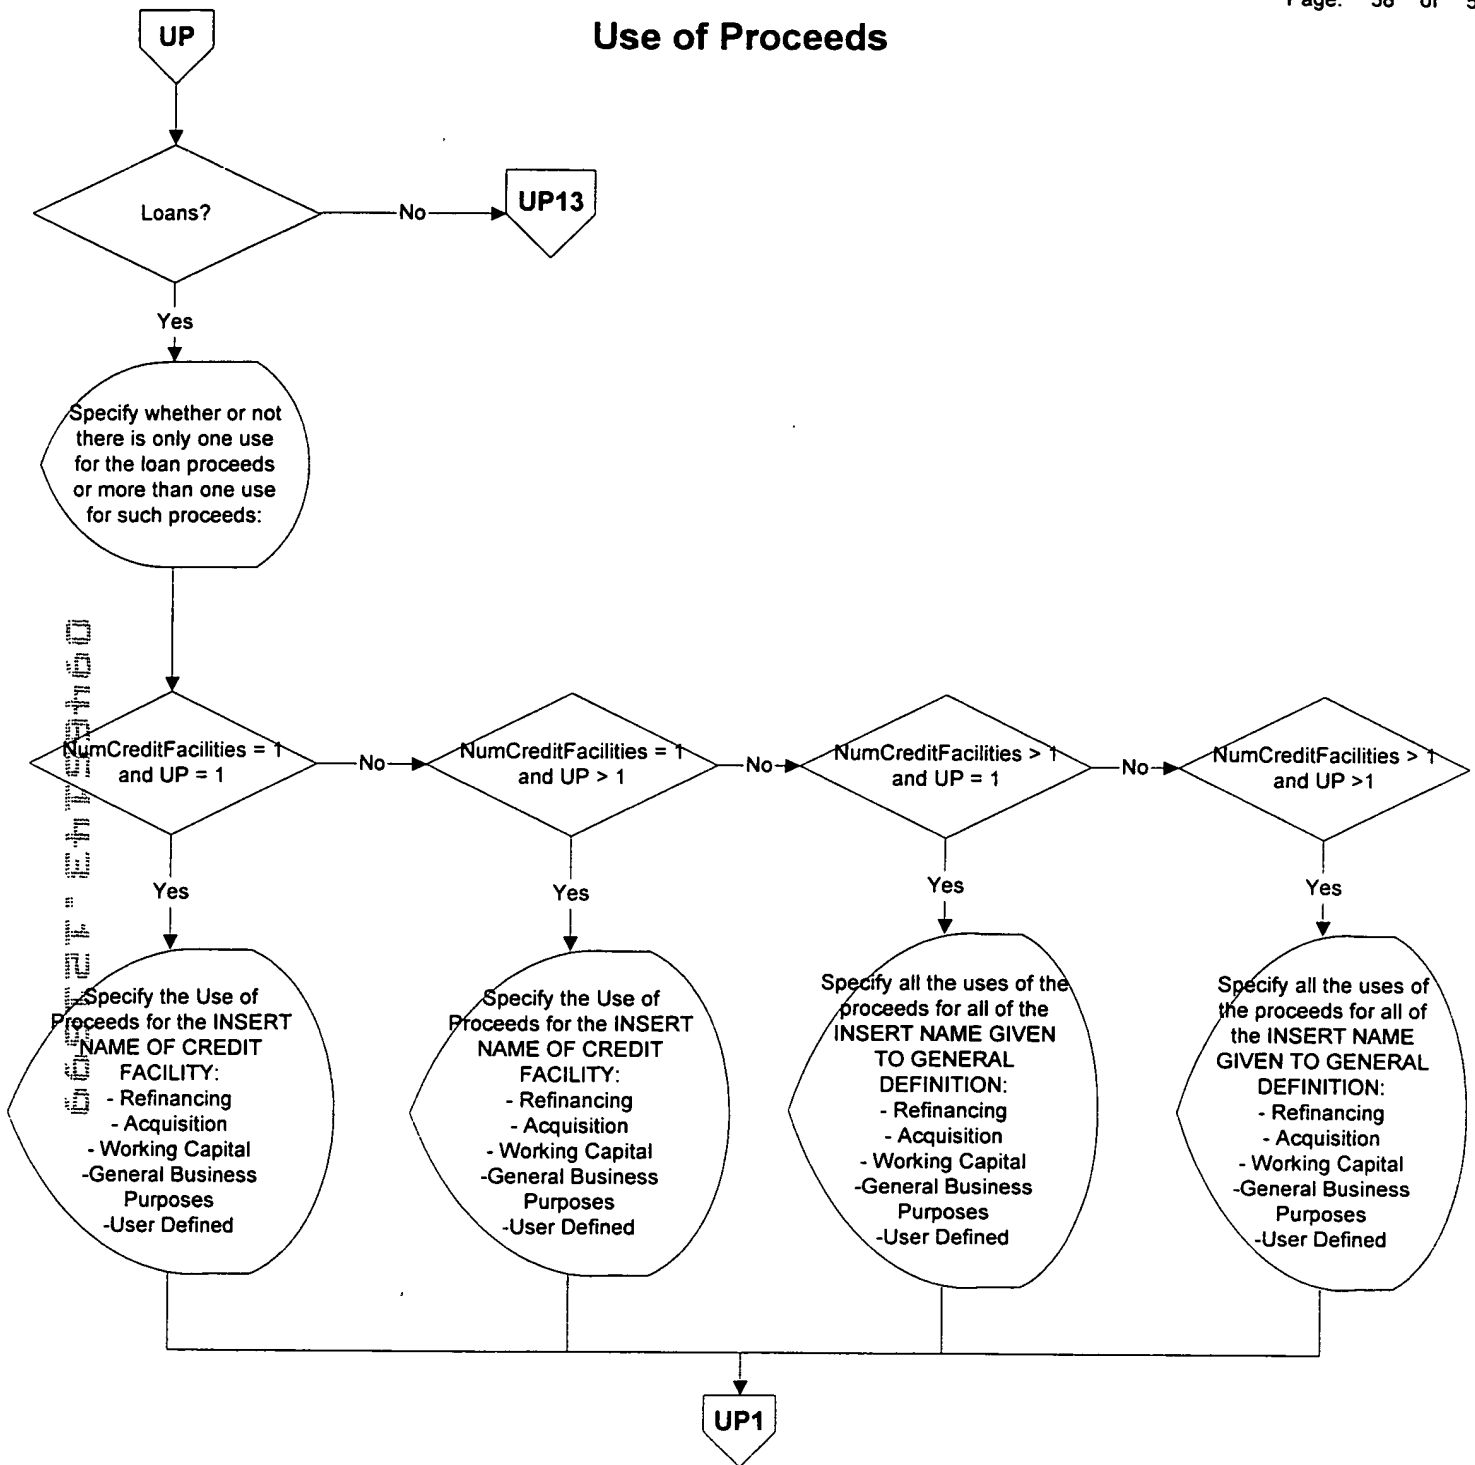 Page: 38 of 5
Use of Proceeds
UP
Loans?
No
UP13
Yes
Specify whether or not
there is only one use
for the loan proceeds
or more than one use
for such proceeds:
NumCreditFacilities = 1
and UP = 1
No
NumCreditFacilities = 1
and UP > 1
No
NumCreditFacilities > 1
and UP = 1
No
NumCreditFacilities > 1
and UP >1
Yes
Yes
Yes
Yes
Specify the Use of
Proceeds for the INSERT
NAME OF CREDIT
FACILITY:
- Refinancing
- Acquisition
- Working Capital
-General Business
Purposes
-User Defined
Specify the Use of
Proceeds for the INSERT
NAME OF CREDIT
FACILITY:
- Refinancing
- Acquisition
- Working Capital
-General Business
Purposes
-User Defined
Specify all the uses of the
proceeds for all of the
INSERT NAME GIVEN
TO GENERAL
DEFINITION:
- Refinancing
- Acquisition
- Working Capital
-General Business
Purposes
-User Defined
Specify all the uses of
the proceeds for all of
the INSERT NAME
GIVEN TO GENERAL
DEFINITION:
- Refinancing
- Acquisition
- Working Capital
-General Business
Purposes
-User Defined
UP1